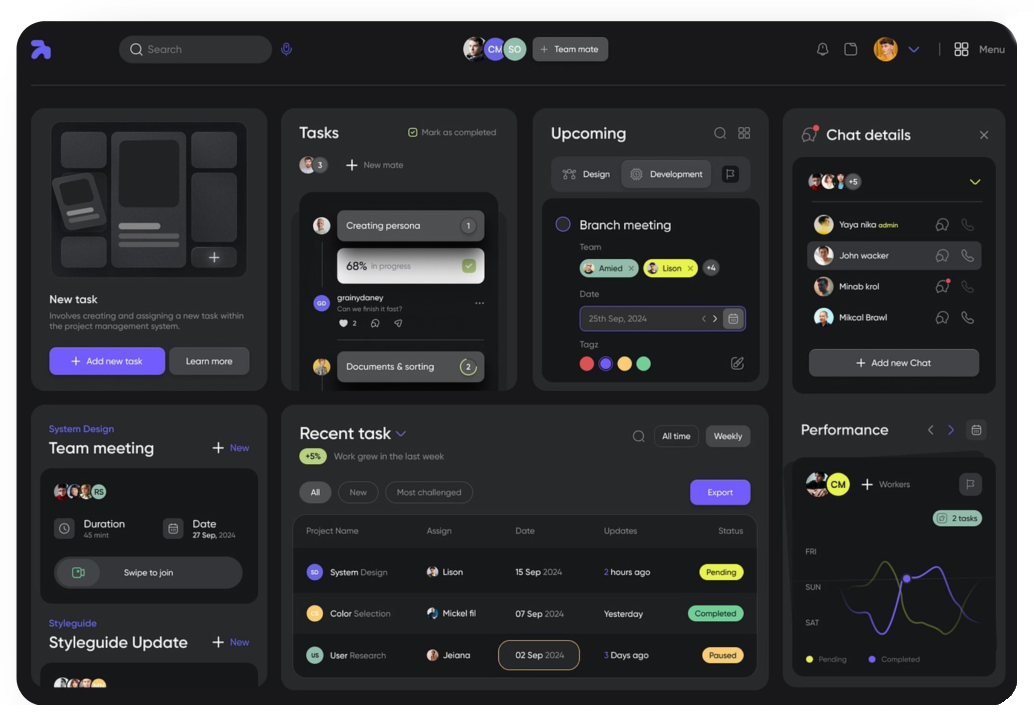 Search
CM
SO
+ Team mate
Menu
New task
Involves creating and assigning a new task within
the project management system.
+ Add new task
Learn more
Tasks
Mark as completed
3
+ New mate
Creating persona
1
68% in progress
GD
grainydaney
Can we finish it fast?
...
2
Documents & sorting
2
Upcoming
Design
Development
Branch meeting
Team
Amied ×
Lison ×
+4
Date
25th Sep, 2024
Tagz
Chat details
+5
Yaya nika admin
John wacker
Minab krol
Mikcal Brawl
+ Add new Chat
System Design
Team meeting
+ New
RS
Duration
45 mint
Date
27 Sep, 2024
Swipe to join
Styleguide
Styleguide Update
+ New
Recent task
All time
Weekly
+5%
Work grew in the last week
All
New
Most challenged
Export
Project Name Assign Date Updates Status
SD System Design Lison 15 Sep 2024 2 hours ago Pending
CS Color Selection Mickel fil 07 Sep 2024 Yesterday Completed
US User Research Jeiana 02 Sep 2024 3 Days ago Paused
Performance
CM
+ Workers
2 tasks
FRI
SUN
SAT
Pending
Completed